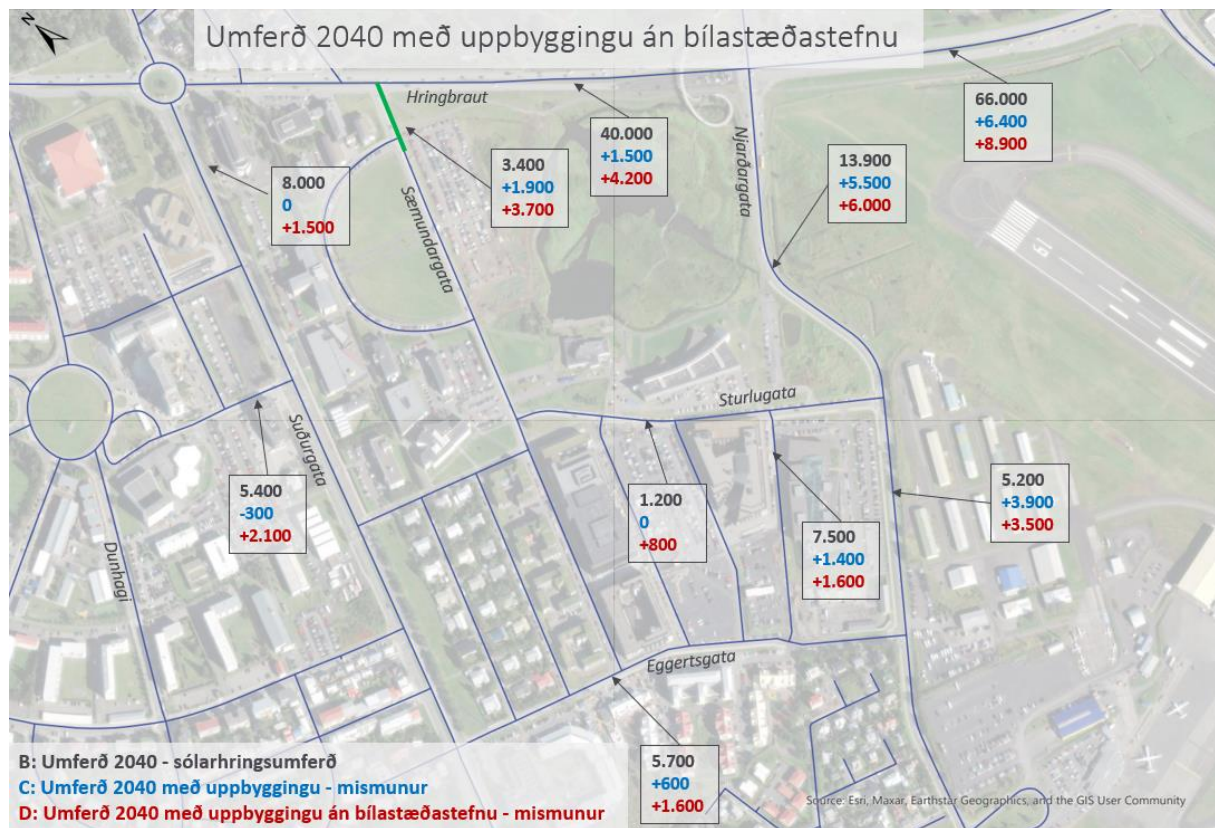 N
Umferð 2040 með uppbyggingu án bílastæðastefnu
Hringbraut
66.000
+6.400
+8.900
40.000
+1.500
+4.200
Njarðargata
13.900
+5.500
+6.000
3.400
+1.900
+3.700
8.000
0
+1.500
Sæmundargata
Sturlugata
Suðurgata
5.400
-300
+2.100
1.200
0
+800
5.200
+3.900
+3.500
7.500
+1.400
+1.600
Dunhagi
Eggertsgata
5.700
+600
+1.600
B: Umferð 2040 - sólarhringsumferð
C: Umferð 2040 með uppbyggingu - mismunur
D: Umferð 2040 með uppbyggingu án bílastæðastefnu - mismunur
Source: Esri, Maxar, Earthstar Geographics, and the GIS User Community